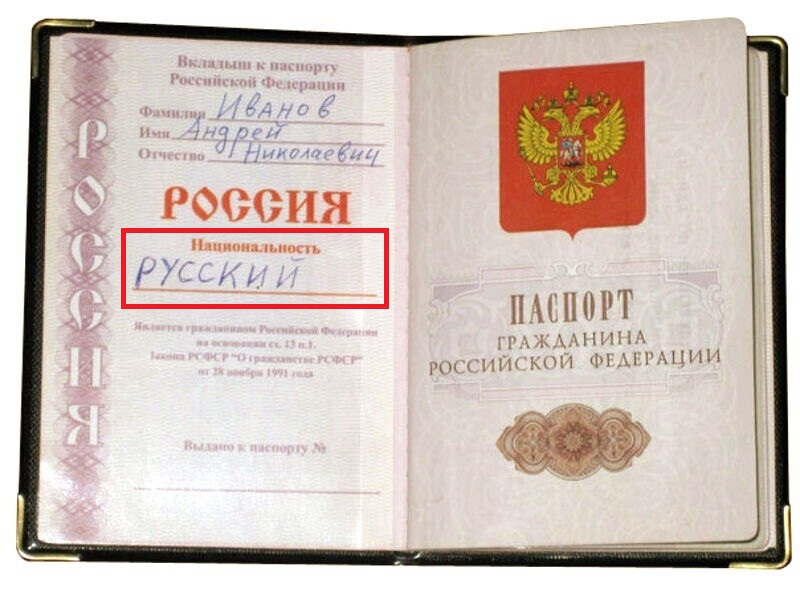 РОССИЯ
Вкладыш к паспорту
Российской Федерации
Фамилия Иванов
Имя Андрей
Отчество Николаевич
РОССИЯ
Национальность
РУССКИЙ
Является гражданином Российской Федерации
на основании ст. 13 п.1.
Закона РСФСР "О гражданстве РСФСР"
от 28 ноября 1991 года
Выдано к паспорту №
ПАСПОРТ
ГРАЖДАНИНА
РОССИЙСКОЙ ФЕДЕРАЦИИ